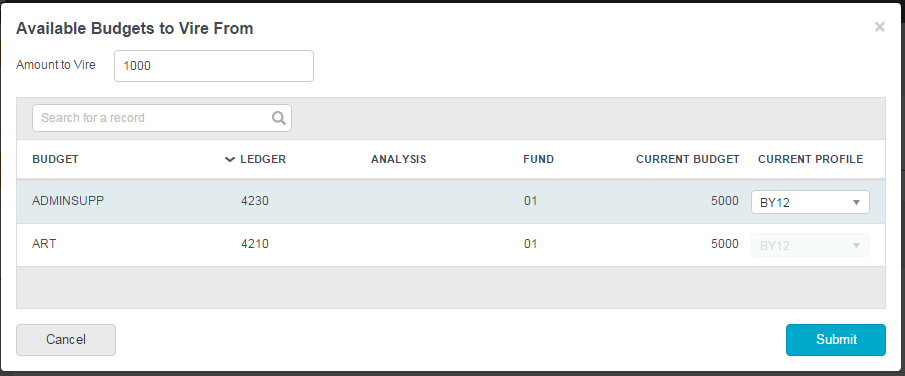 Available Budgets to Vire From
Amount to Vire 1000
Search for a record
BUDGET LEDGER ANALYSIS FUND CURRENT BUDGET CURRENT PROFILE
ADMINSUPP 4230 01 5000 BY12
ART 4210 01 5000 BY12
Cancel Submit